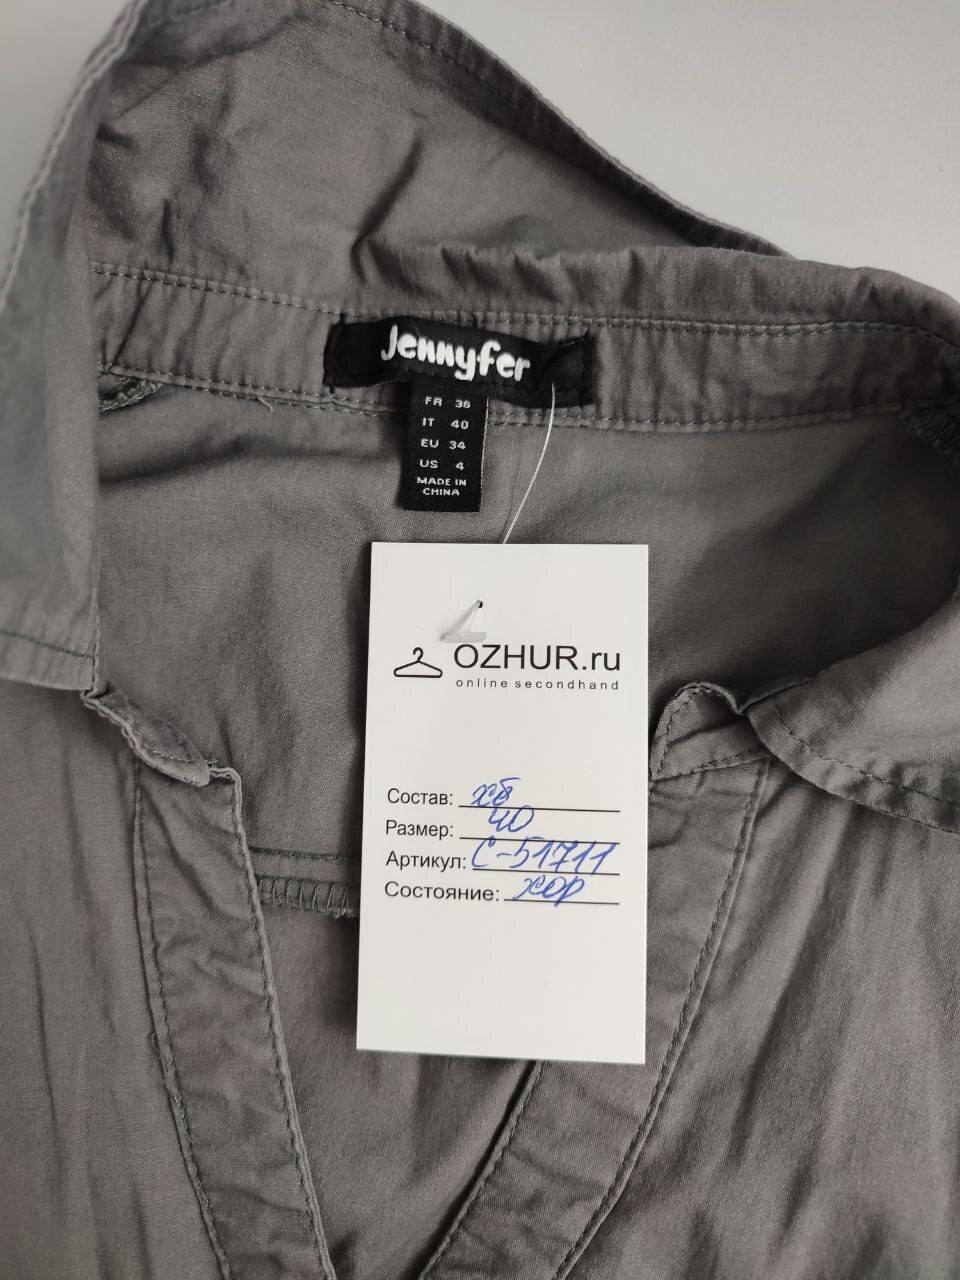 Jennyfer
FR 36
IT 40
EU 34
US 4
MADE IN
CHINA
OZHUR.ru
online secondhand
Состав: хб
Размер: 40
Артикул: С-51711
Состояние: хор